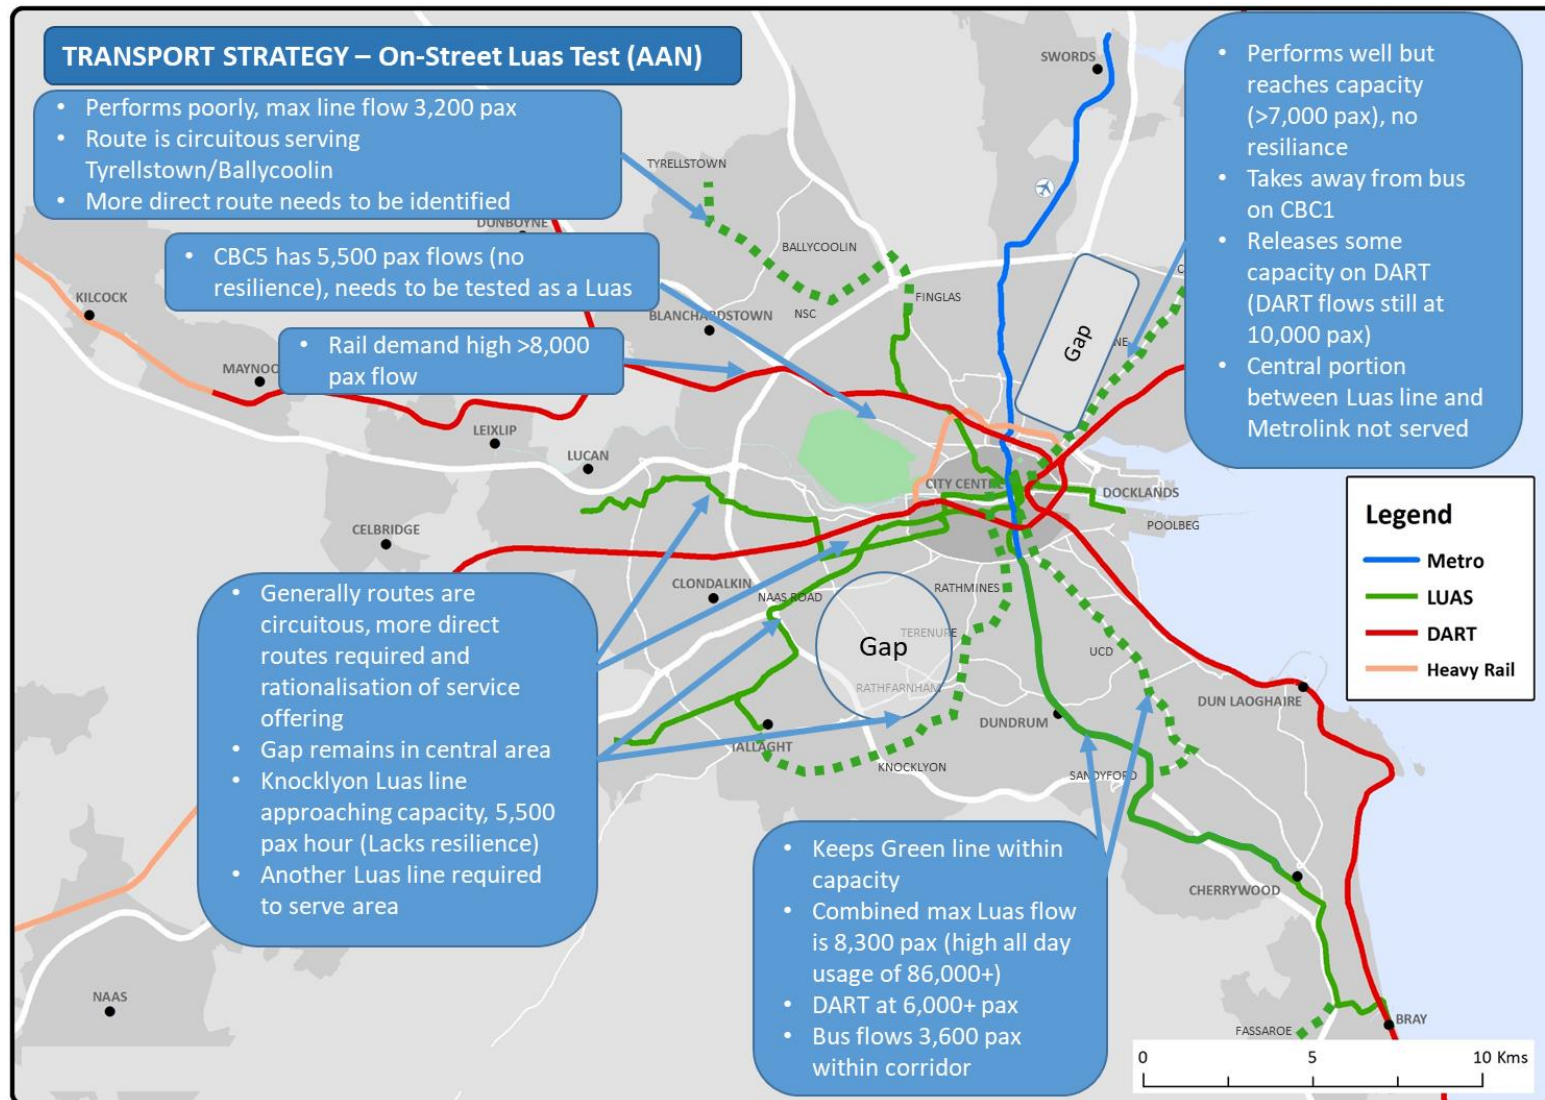 TRANSPORT STRATEGY – On-Street Luas Test (AAN)
• Performs poorly, max line flow 3,200 pax
• Route is circuitous serving
Tyrellstown/Ballycoolin
• More direct route needs to be identified
• CBC5 has 5,500 pax flows (no
resilience), needs to be tested as a Luas
• Rail demand high >8,000
pax flow
• Performs well but
reaches capacity
(>7,000 pax), no
resiliance
• Takes away from bus
on CBC1
• Releases some
capacity on DART
(DART flows still at
10,000 pax)
• Central portion
between Luas line and
Metrolink not served
SWORDS
TYRELLSTOWN
DUNBOYNE
BALLYCOOLIN
KILCOCK
FINGLAS
NSC
BLANCHARDSTOWN
Gap
NE
MAYNOO
LEIXLIP
LUCAN
CITY CENTRE
DOCKLANDS
POOLBEG
CELBRIDGE
CLONDALKIN
NAAS ROAD
RATHMINES
TERENURE
Gap
UCD
RATHFARNHAM
DUN LAOGHAIRE
DUNDRUM
TALLAGHT
KNOCKLYON
SANDYFORD
CHERRYWOOD
NAAS
FASSAROE
BRAY
Legend
Metro
LUAS
DART
Heavy Rail
• Generally routes are
circuitous, more direct
routes required and
rationalisation of service
offering
• Gap remains in central area
• Knocklyon Luas line
approaching capacity, 5,500
pax hour (Lacks resilience)
• Another Luas line required
to serve area
• Keeps Green line within
capacity
• Combined max Luas flow
is 8,300 pax (high all day
usage of 86,000+)
• DART at 6,000+ pax
• Bus flows 3,600 pax
within corridor
0 5 10 Kms